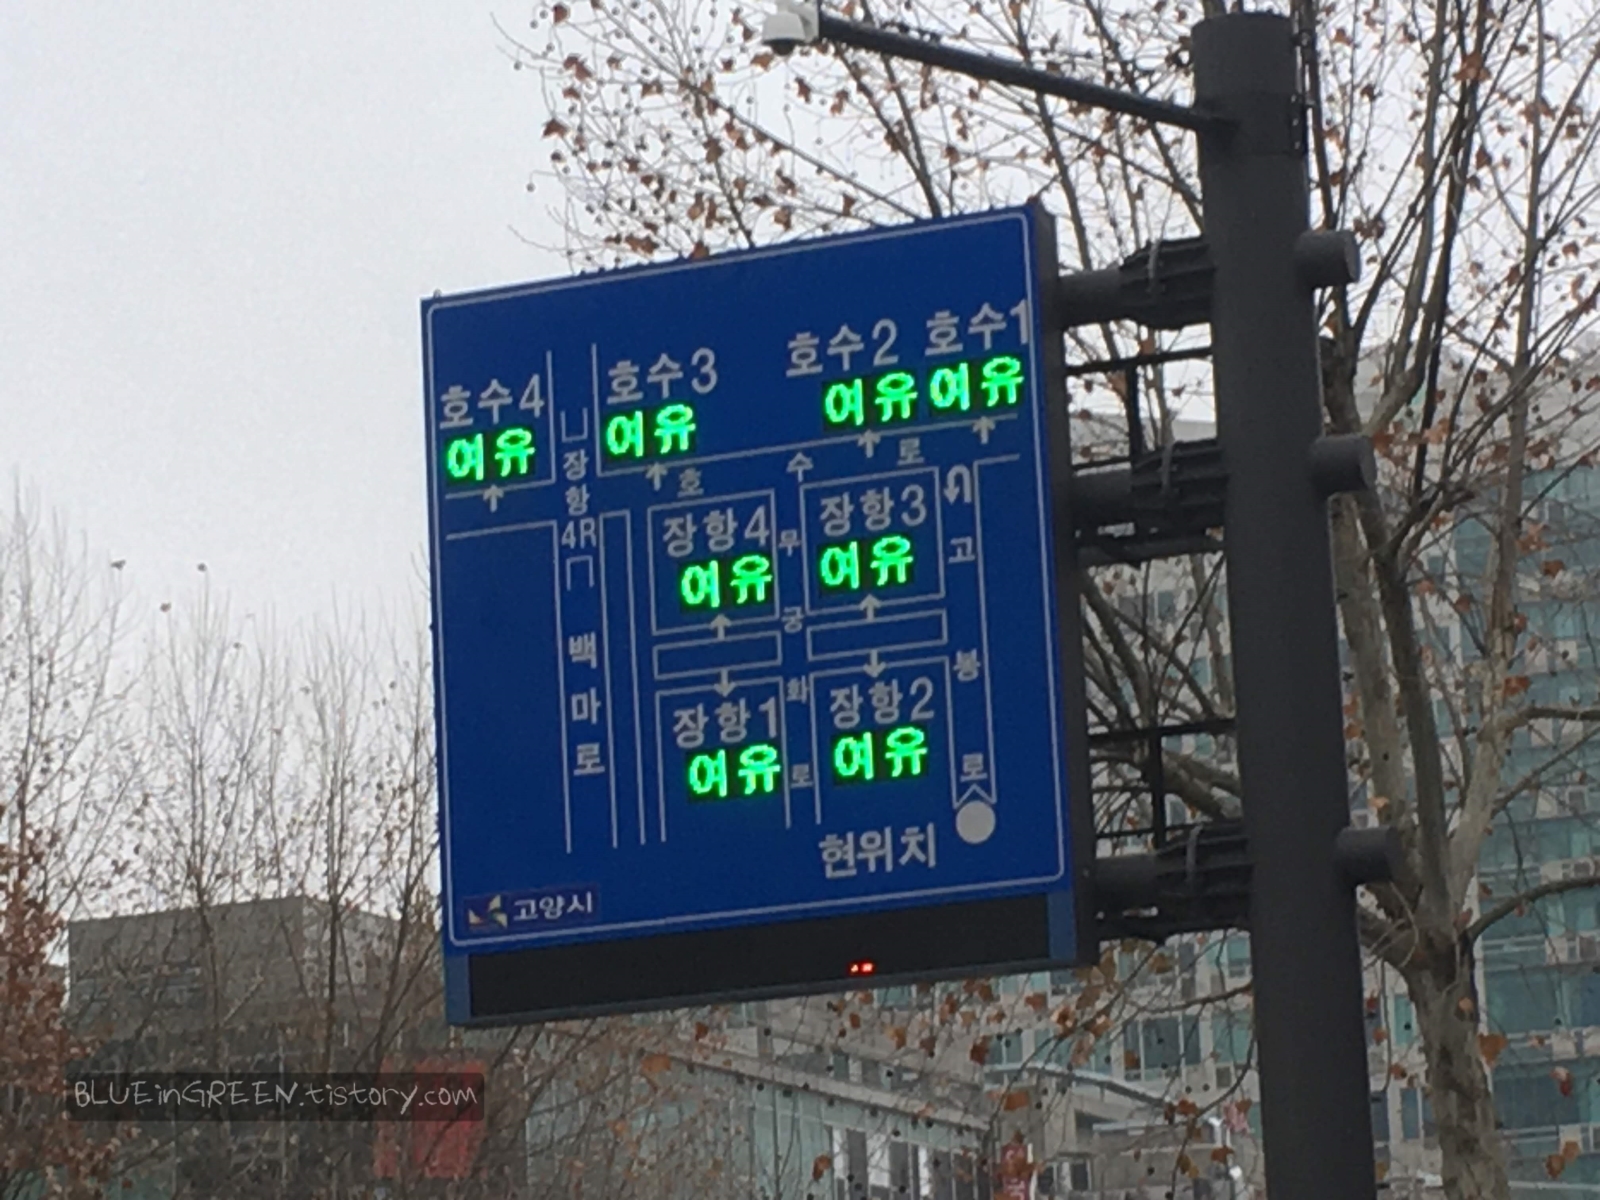 호수4
여유
호수3
여유
호수2 호수1
여유 여유
호수로
장항
4R
백마로
장항4
여유
장항3
여유
무궁화로
고봉로
장항1
여유
장항2
여유
현위치
고양시
BLUEinGREEN.tistory.com